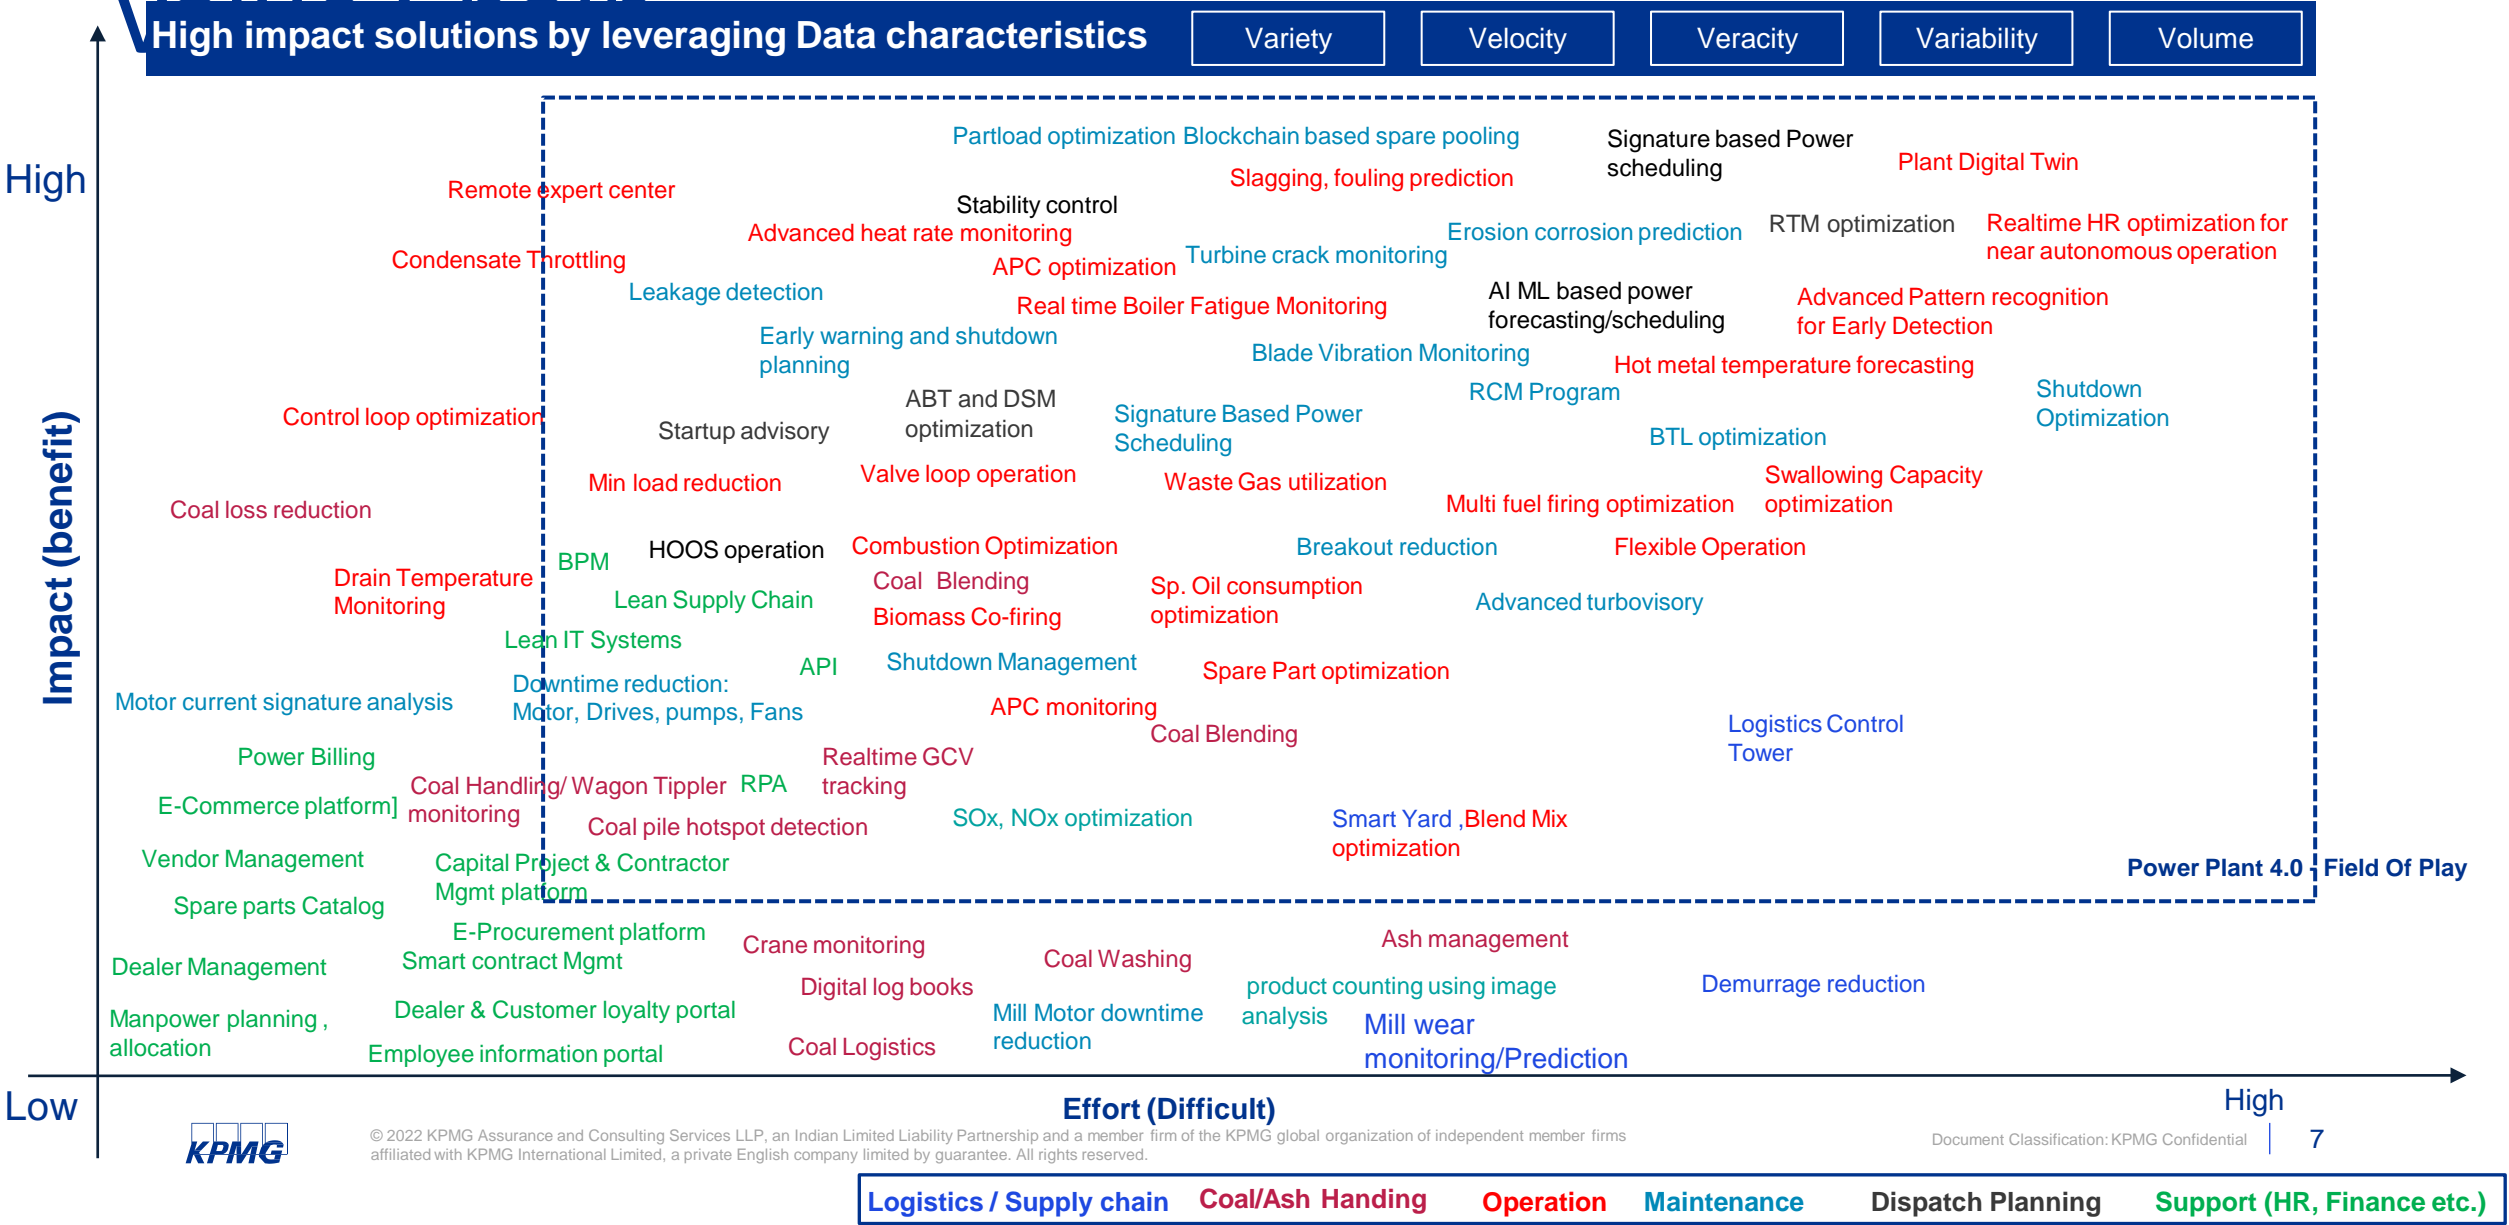 High impact solutions by leveraging Data characteristics
Variety
Velocity
Veracity
Variability
Volume
High
Impact (benefit)
Low
Partload optimization
Blockchain based spare pooling
Signature based Power
scheduling
Plant Digital Twin
Slagging, fouling prediction
Remote expert center
Stability control
Advanced heat rate monitoring
Erosion corrosion prediction
RTM optimization
Realtime HR optimization for
near autonomous operation
Condensate Throttling
APC optimization
Turbine crack monitoring
Leakage detection
Real time Boiler Fatigue Monitoring
AI ML based power
forecasting/scheduling
Advanced Pattern recognition
for Early Detection
Early warning and shutdown
planning
Blade Vibration Monitoring
Hot metal temperature forecasting
RCM Program
Shutdown
Optimization
Control loop optimization
Startup advisory
ABT and DSM
optimization
Signature Based Power
Scheduling
BTL optimization
Min load reduction
Valve loop operation
Waste Gas utilization
Multi fuel firing optimization
Swallowing Capacity
optimization
Coal loss reduction
BPM
HOOS operation
Combustion Optimization
Breakout reduction
Flexible Operation
Drain Temperature
Monitoring
Lean Supply Chain
Coal Blending
Biomass Co-firing
Sp. Oil consumption
optimization
Advanced turbovisory
Lean IT Systems
API
Shutdown Management
Spare Part optimization
Motor current signature analysis
Downtime reduction:
Motor, Drives, pumps, Fans
APC monitoring
Coal Blending
Logistics Control
Tower
Power Billing
Coal Handling/ Wagon Tippler
monitoring
RPA
Realtime GCV
tracking
E-Commerce platform]
Coal pile hotspot detection
SOx, NOx optimization
Smart Yard ,Blend Mix
optimization
Vendor Management
Capital Project & Contractor
Mgmt platform
Power Plant 4.0 - Field Of Play
Spare parts Catalog
E-Procurement platform
Smart contract Mgmt
Crane monitoring
Coal Washing
Ash management
Dealer Management
Digital log books
product counting using image
analysis
Demurrage reduction
Manpower planning ,
allocation
Dealer & Customer loyalty portal
Mill Motor downtime
reduction
Mill wear
monitoring/Prediction
Employee information portal
Coal Logistics
Effort (Difficult)
High
KPMG
© 2022 KPMG Assurance and Consulting Services LLP, an Indian Limited Liability Partnership and a member firm of the KPMG global organization of independent member firms
affiliated with KPMG International Limited, a private English company limited by guarantee. All rights reserved.
Document Classification: KPMG Confidential
7
Logistics / Supply chain
Coal/Ash Handing
Operation
Maintenance
Dispatch Planning
Support (HR, Finance etc.)